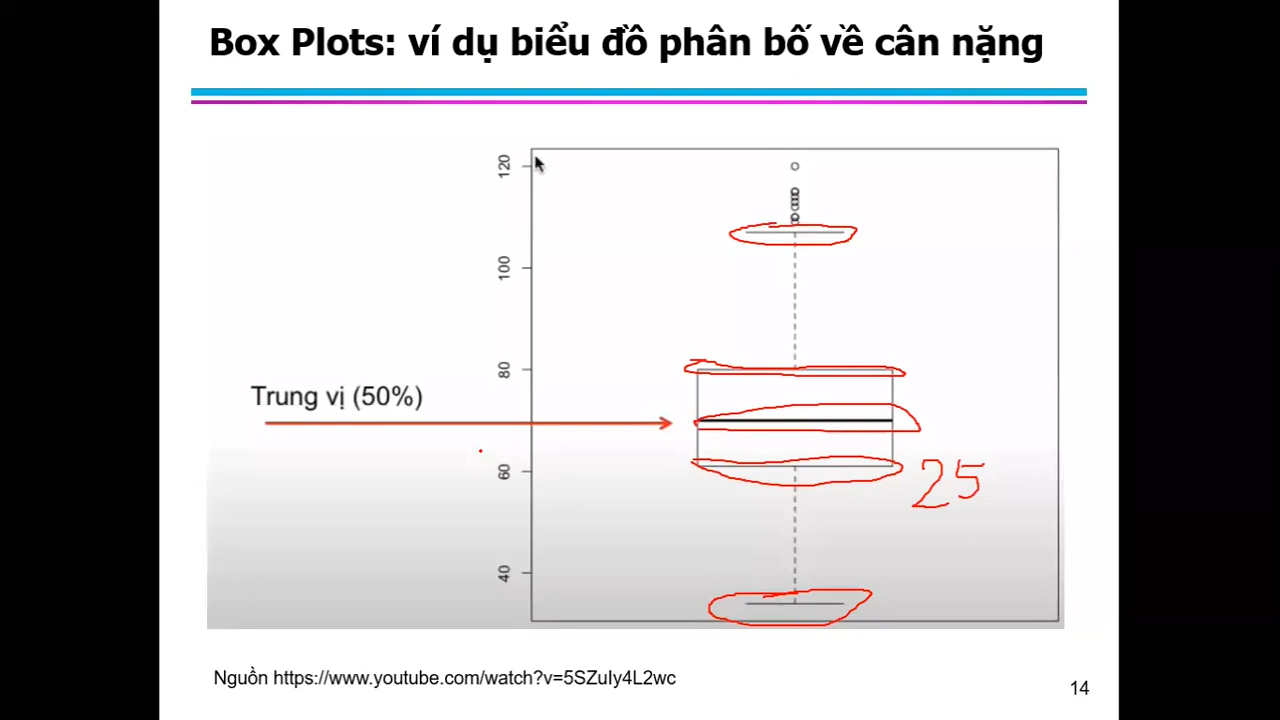 Box Plots: ví dụ biểu đồ phân bố về cân nặng
120
100
80
Trung vị (50%)
60
25
40
Nguồn https://www.youtube.com/watch?v=5SZuIy4L2wc
14